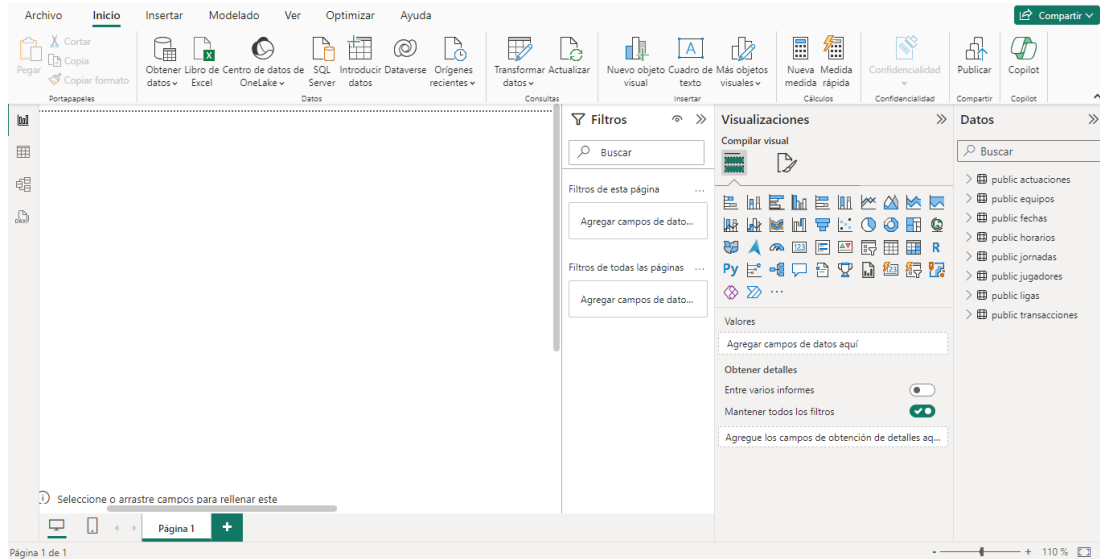 Archivo Inicio Insertar Modelado Ver Optimizar Ayuda Compartir
Pegar
Cortar
Copia
Copiar formato
Portapapeles
Obtener datos
Libro de Excel
Centro de datos de OneLake
SQL Server
Introducir datos
Dataverse
Orígenes recientes
Datos
Transformar datos
Actualizar
Consultas
Nuevo objeto visual
Cuadro de texto
Más objetos visuales
Insertar
Nueva medida
Medida rápida
Cálculos
Confidencialidad
Confidencialidad
Publicar
Compartir
Copilot
Copilot
Filtros
Buscar
Filtros de esta página ...
Agregar campos de dato...
Filtros de todas las páginas ...
Agregar campos de dato...
Visualizaciones
Compilar visual
123
R
Py
123
...
Valores
Agregar campos de datos aquí
Obtener detalles
Entre varios informes
Mantener todos los filtros
Agregue los campos de obtención de detalles aq...
Datos
Buscar
public actuaciones
public equipos
public fechas
public horarios
public jornadas
public jugadores
public ligas
public transacciones
Seleccione o arrastre campos para rellenar este
Página 1
+
Página 1 de 1
- + 110 %